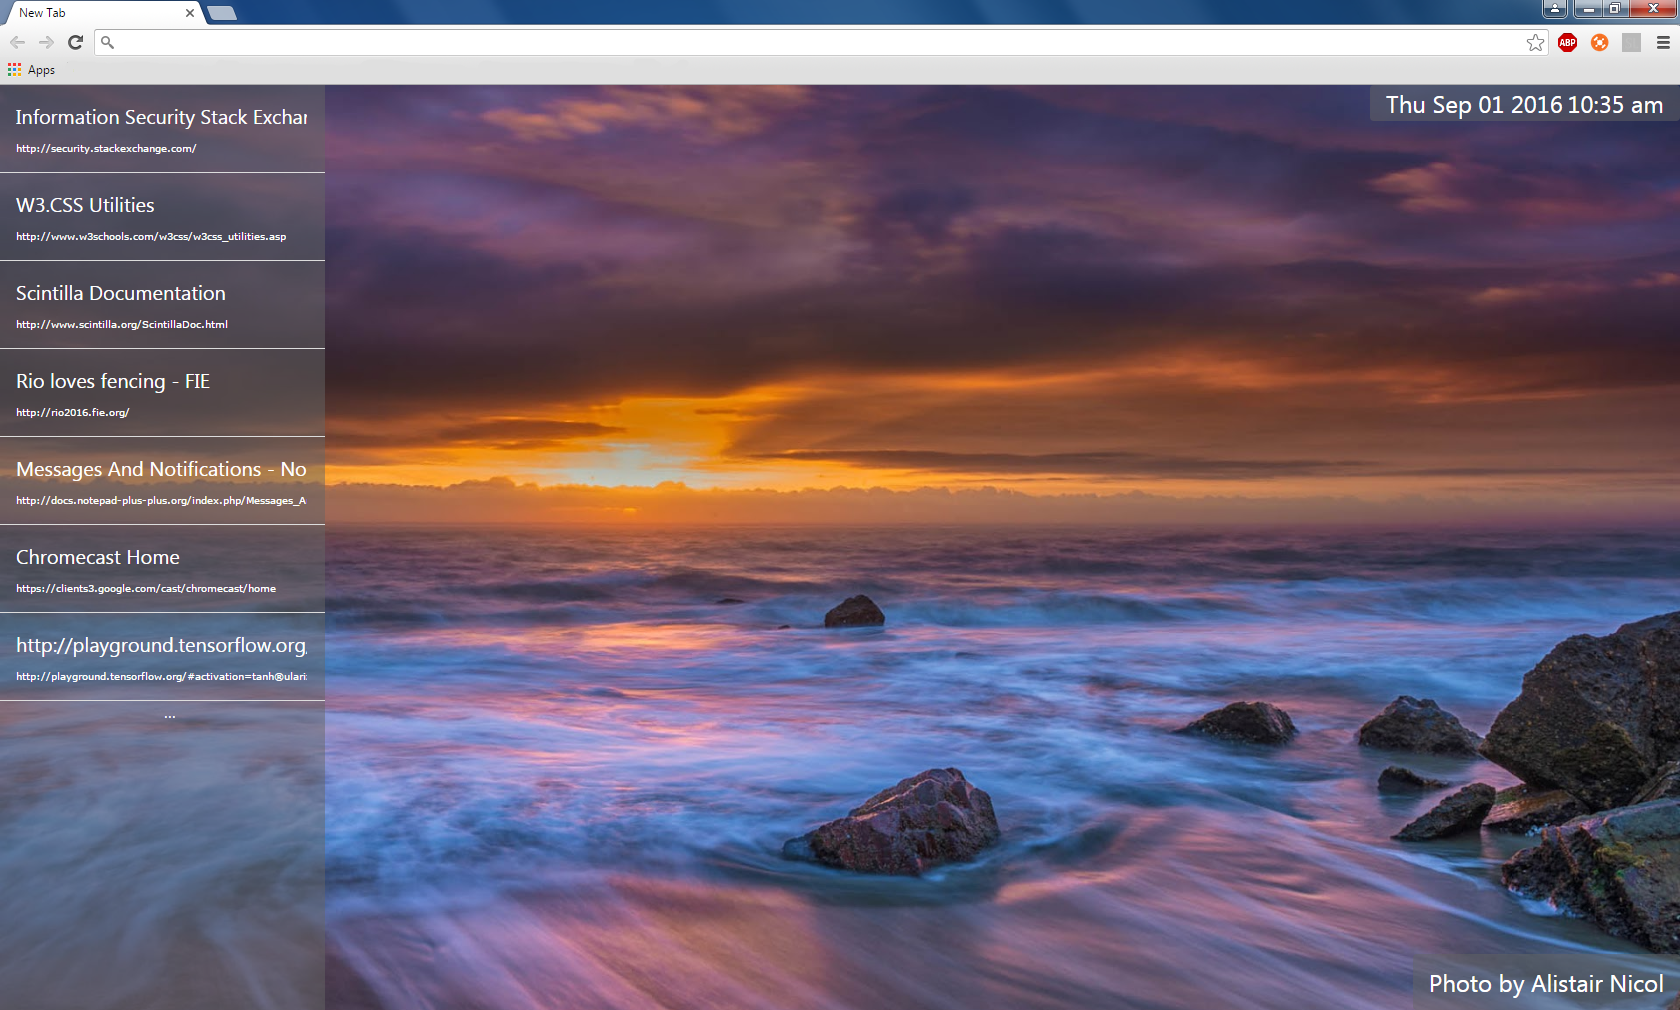 New Tab
ABP
Apps
Thu Sep 01 2016 10:35 am
Information Security Stack Exchan
http://security.stackexchange.com/
W3.CSS Utilities
http://www.w3schools.com/w3css/w3css_utilities.asp
Scintilla Documentation
http://www.scintilla.org/ScintillaDoc.html
Rio loves fencing - FIE
http://rio2016.fie.org/
Messages And Notifications - No
http://docs.notepad-plus-plus.org/index.php/Messages_A
Chromecast Home
https://clients3.google.com/cast/chromecast/home
http://playground.tensorflow.org/
http://playground.tensorflow.org/#activation=tanh@ulari
...
Photo by Alistair Nicol